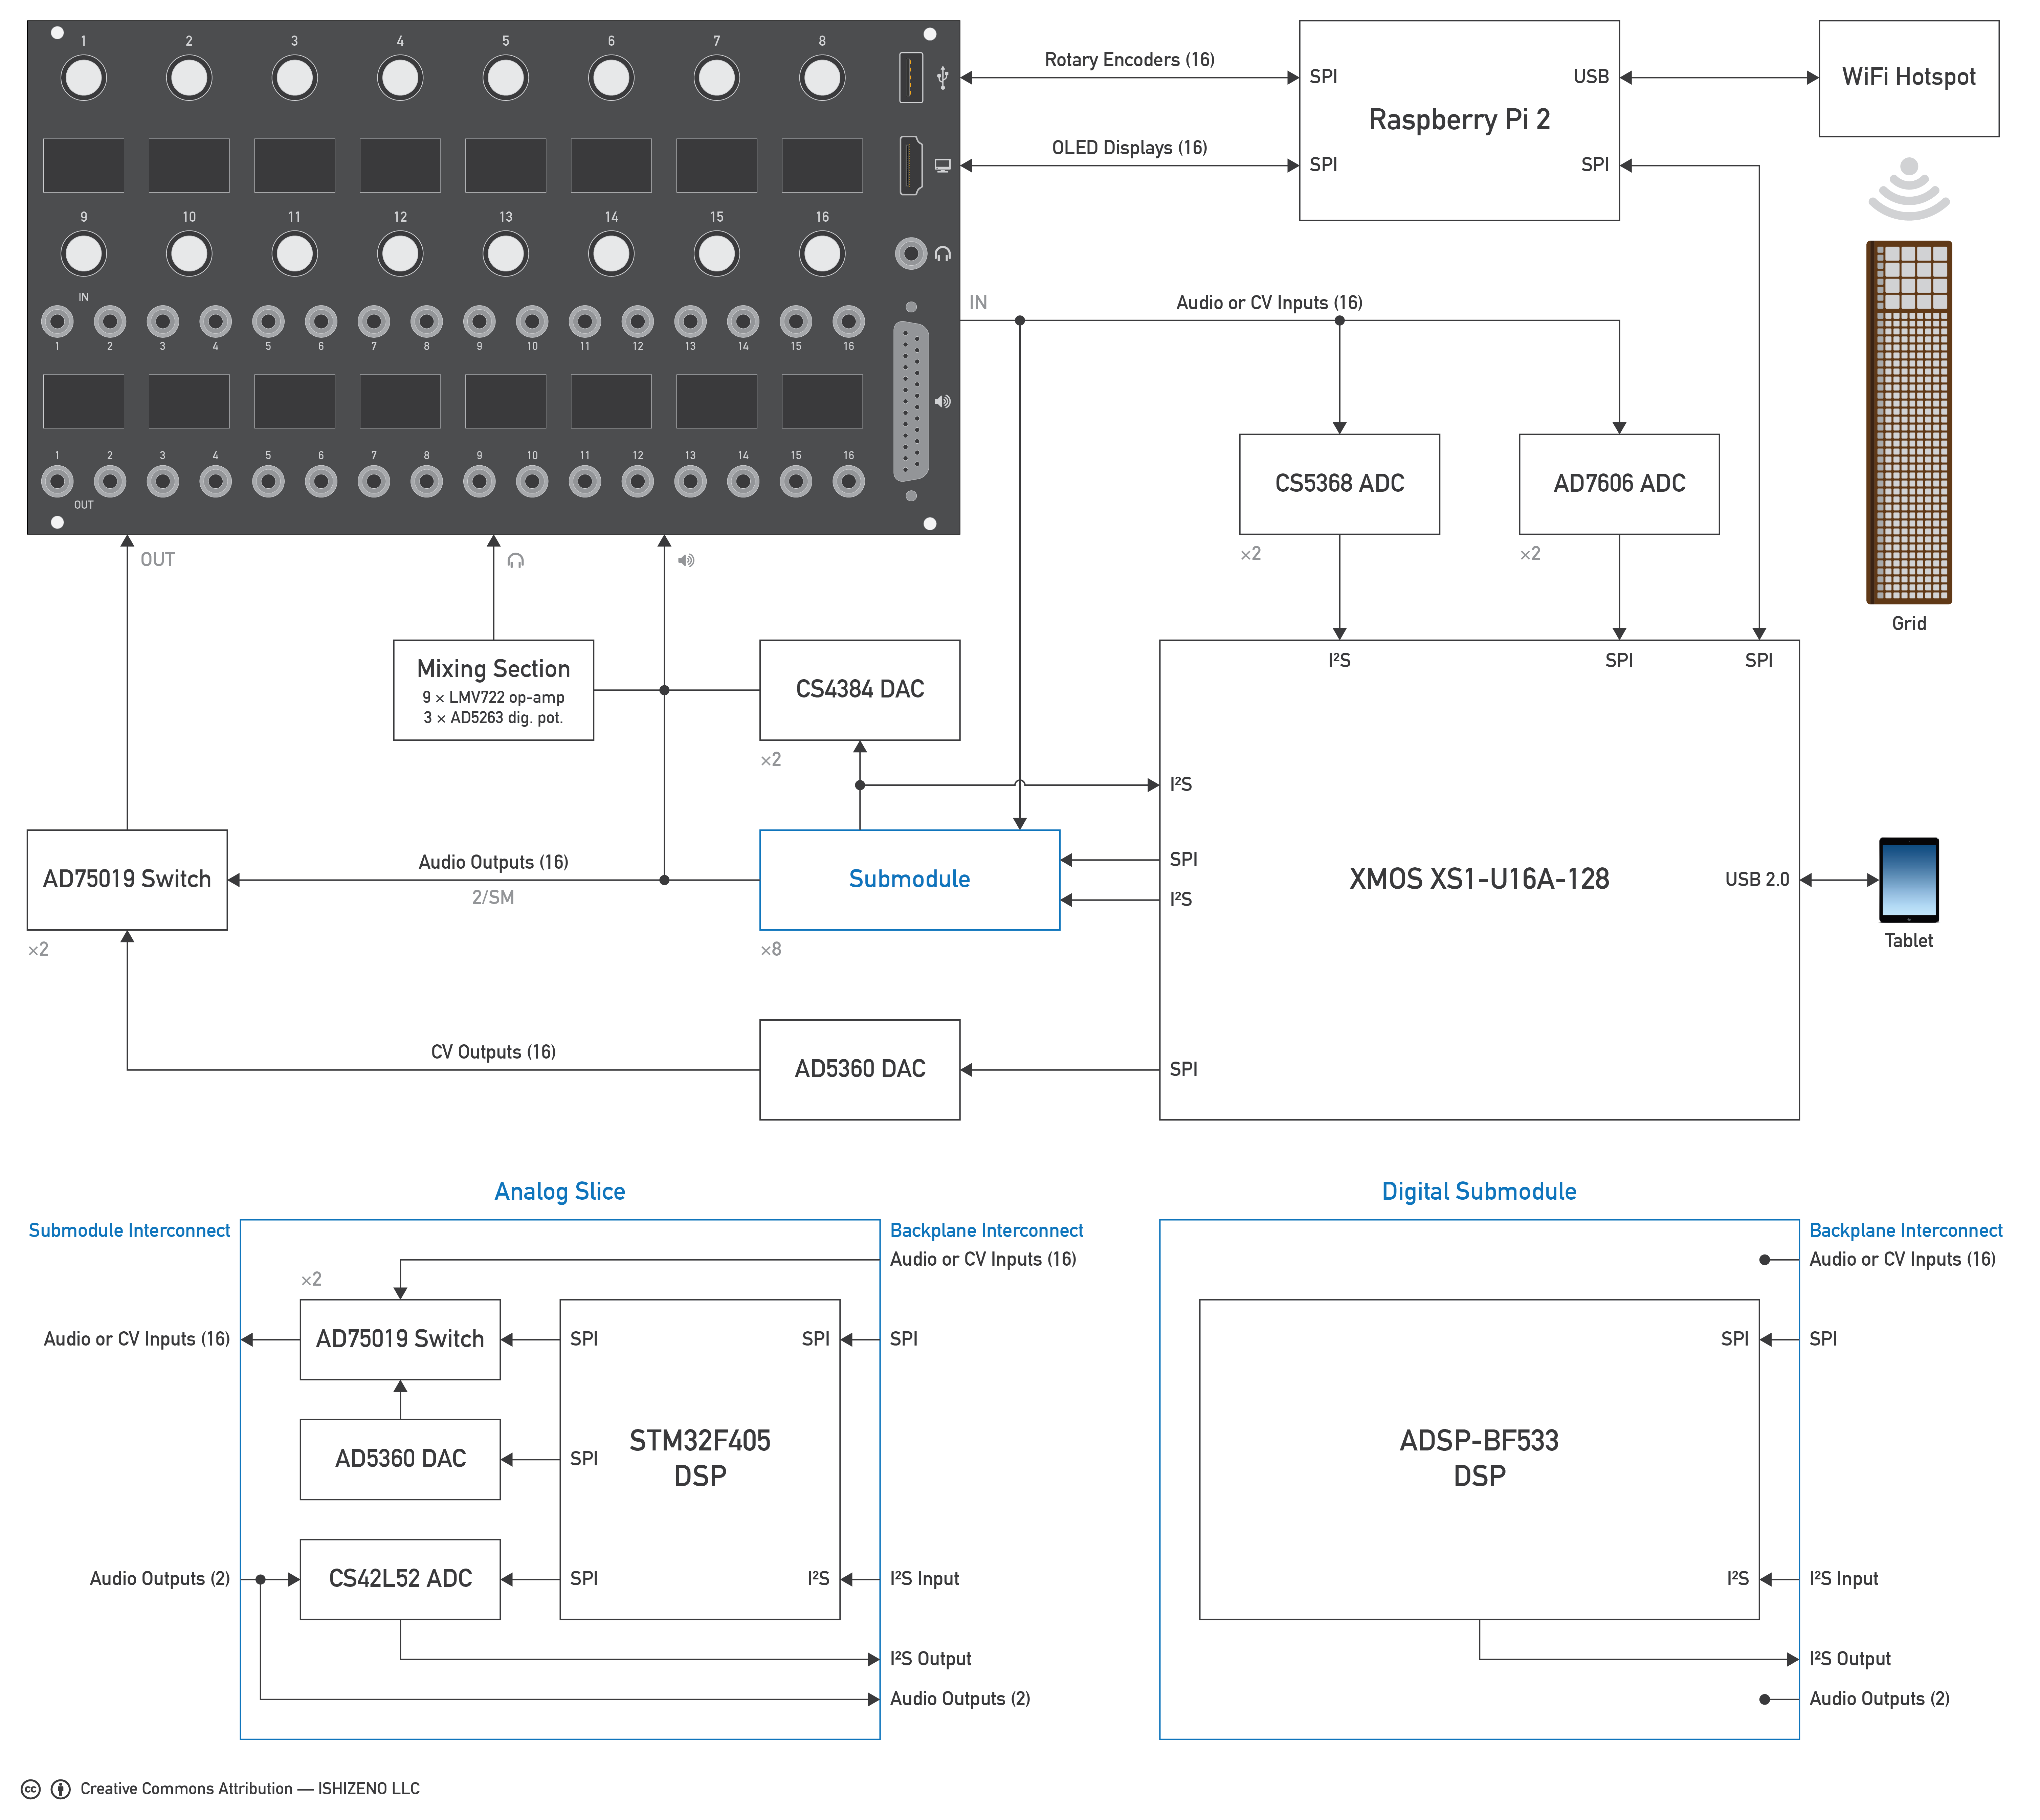 1 2 3 4 5 6 7 8
9 10 11 12 13 14 15 16
IN
1 2 3 4 5 6 7 8 9 10 11 12 13 14 15 16
1 2 3 4 5 6 7 8 9 10 11 12 13 14 15 16
OUT
Rotary Encoders (16)
OLED Displays (16)
SPI
USB
Raspberry Pi 2
SPI
SPI
WiFi Hotspot
IN
Audio or CV Inputs (16)
CS5368 ADC
×2
AD7606 ADC
×2
Grid
OUT
Mixing Section
9 × LMV722 op-amp
3 × AD5263 dig. pot.
CS4384 DAC
×2
I²S
SPI
SPI
I²S
SPI
I²S
XMOS XS1-U16A-128
USB 2.0
SPI
Tablet
AD75019 Switch
×2
Audio Outputs (16)
2/SM
Submodule
×8
CV Outputs (16)
AD5360 DAC
Analog Slice
Submodule Interconnect
Backplane Interconnect
Audio or CV Inputs (16)
×2
Audio or CV Inputs (16)
AD75019 Switch
SPI
SPI
SPI
AD5360 DAC
SPI
STM32F405
DSP
Audio Outputs (2)
CS42L52 ADC
SPI
I²S
I²S Input
I²S Output
Audio Outputs (2)
Digital Submodule
Backplane Interconnect
Audio or CV Inputs (16)
SPI
SPI
ADSP-BF533
DSP
I²S
I²S Input
I²S Output
Audio Outputs (2)
cc Creative Commons Attribution — ISHIZENO LLC